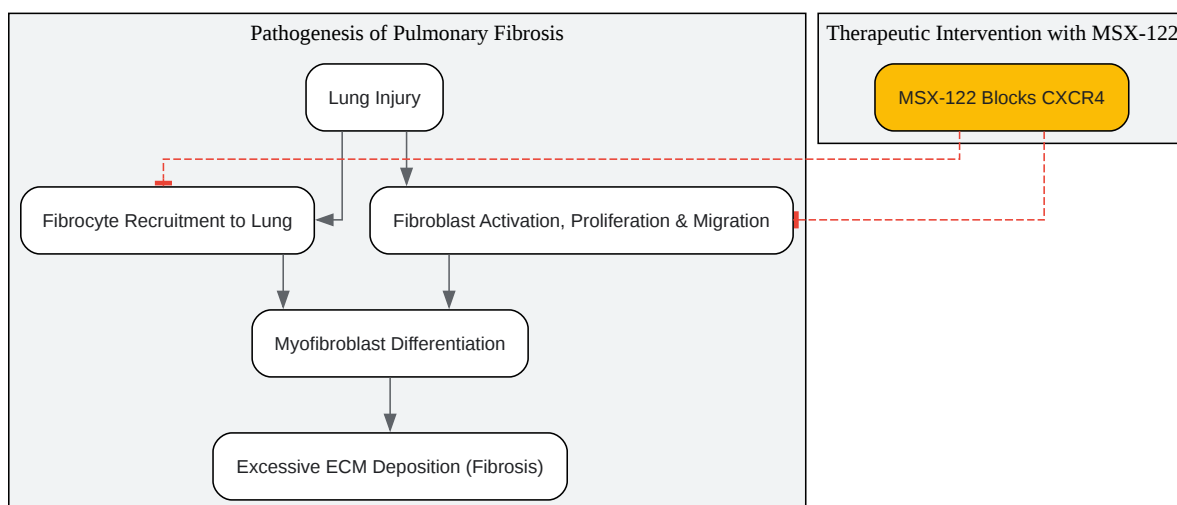 Pathogenesis of Pulmonary Fibrosis
Therapeutic Intervention with MSX-122
Lung Injury
MSX-122 Blocks CXCR4
Fibrocyte Recruitment to Lung
Fibroblast Activation, Proliferation & Migration
Myofibroblast Differentiation
Excessive ECM Deposition (Fibrosis)